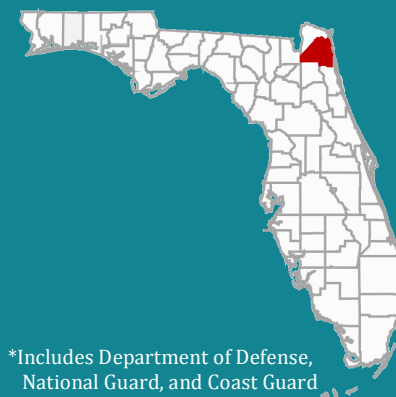 *Includes Department of Defense,
National Guard, and Coast Guard